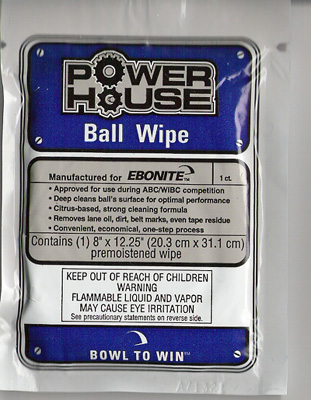 POWER
HOUSE
Ball Wipe
Manufactured for EBONITE™ 1 ct.
• Approved for use during ABC/WIBC competition
• Deep cleans ball's surface for optimal performance
• Citrus-based, strong cleaning formula
• Removes lane oil, dirt, belt marks, even tape residue
• Convenient, economical, one-step process
Contains (1) 8" x 12.25" (20.3 cm x 31.1 cm)
premoistened wipe
KEEP OUT OF REACH OF CHILDREN
WARNING
FLAMMABLE LIQUID AND VAPOR
MAY CAUSE EYE IRRITATION
See precautionary statements on reverse side.
BOWL TO WIN™